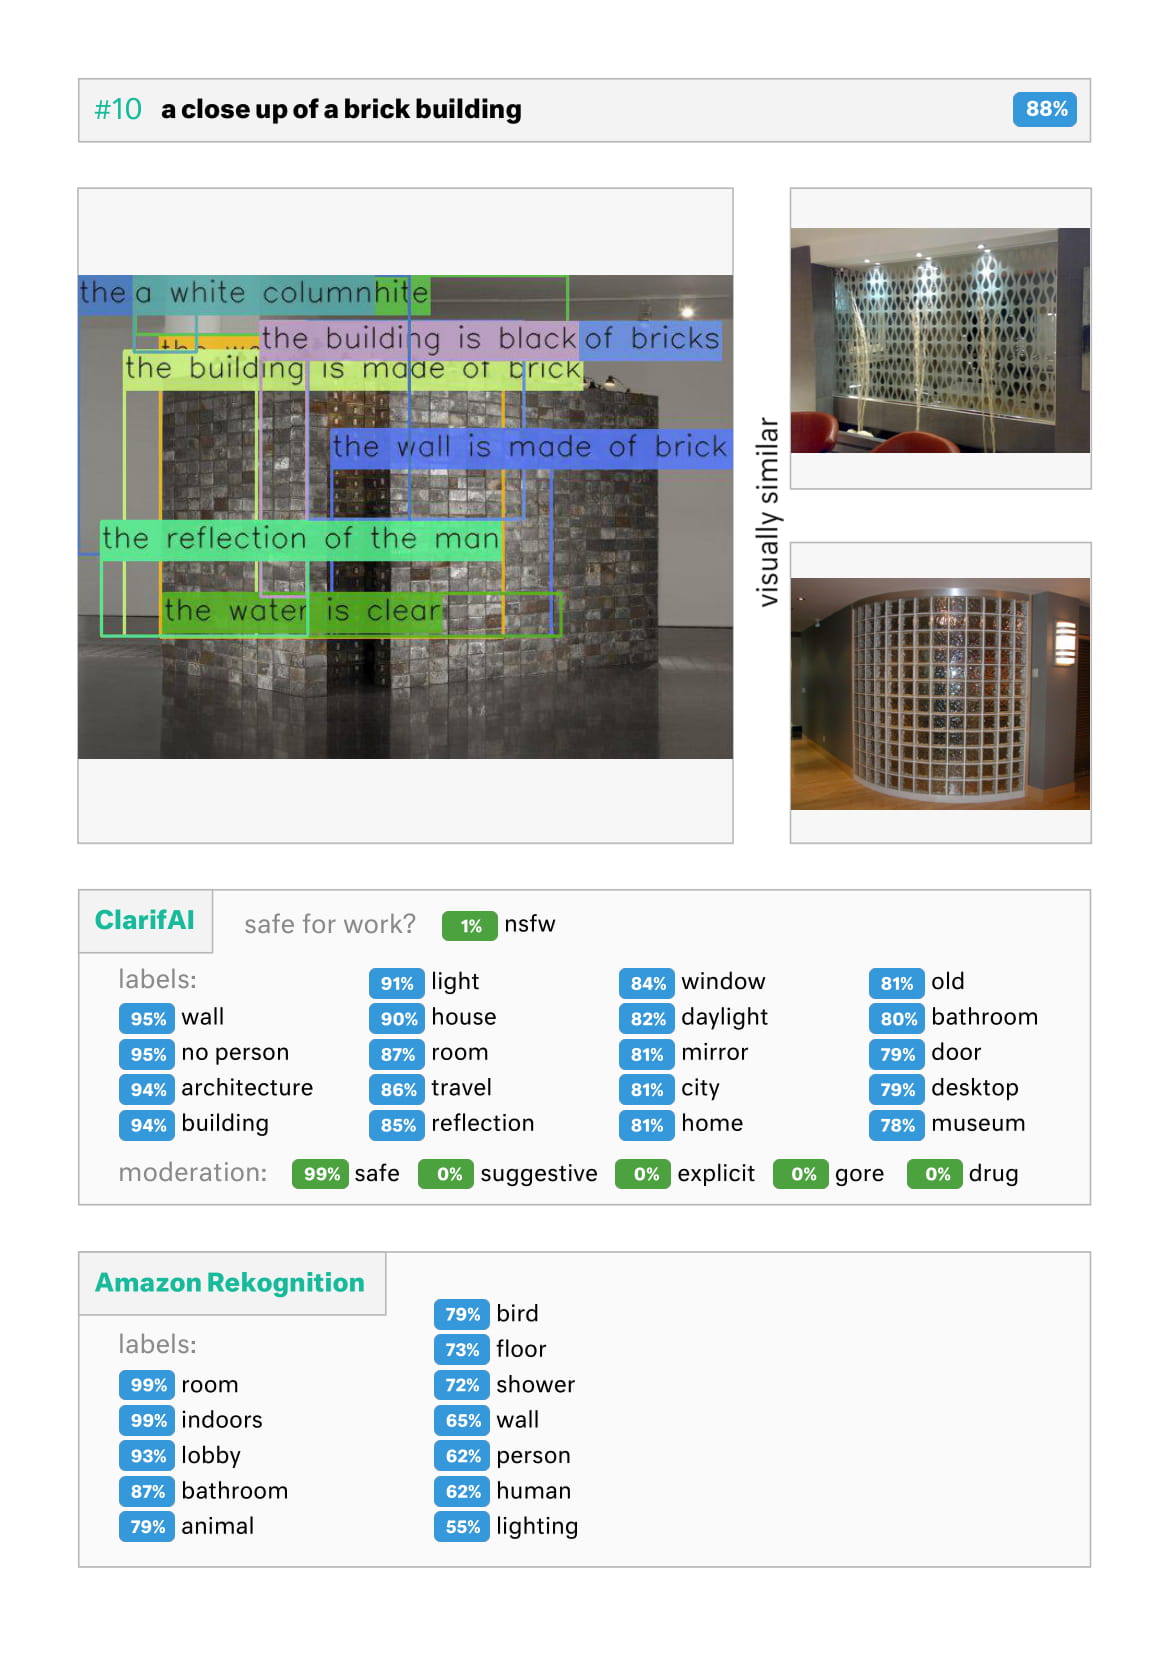 #10 a close up of a brick building 88%
the a white columnhite
the building is black of bricks
the
the building is made of brick
the wall is made of brick
the reflection of the man
the water is clear
visually similar
ClarifAI
safe for work? 1% nsfw
labels:
95% wall
95% no person
94% architecture
94% building
91% light
90% house
87% room
86% travel
85% reflection
84% window
82% daylight
81% mirror
81% city
81% home
81% old
80% bathroom
79% door
79% desktop
78% museum
moderation: 99% safe 0% suggestive 0% explicit 0% gore 0% drug
Amazon Rekognition
labels:
99% room
99% indoors
93% lobby
87% bathroom
79% animal
79% bird
73% floor
72% shower
65% wall
62% person
62% human
55% lighting